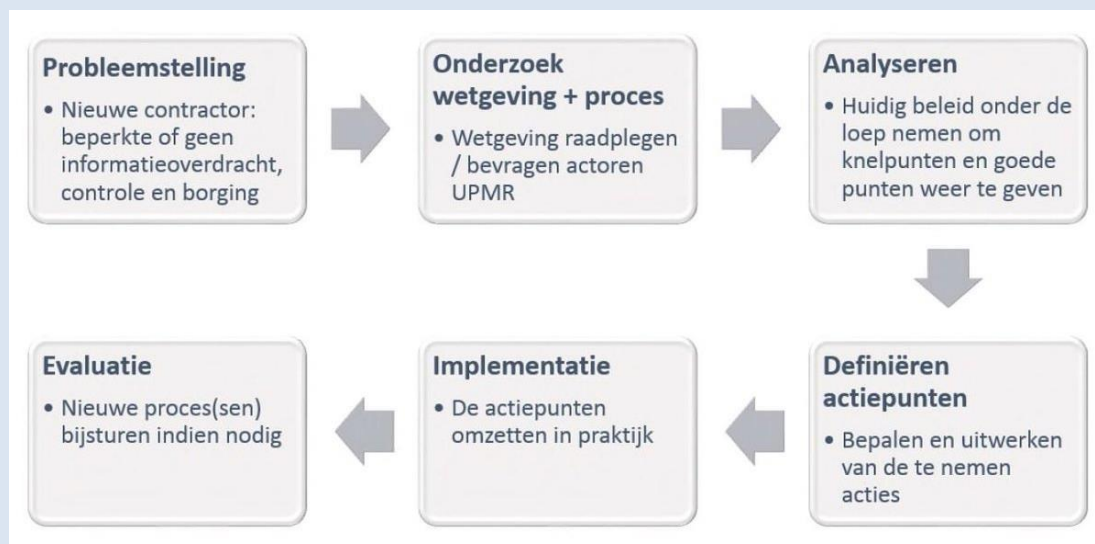 Probleemstelling
• Nieuwe contractor:
beperkte of geen
informatieoverdracht,
controle en borging
Onderzoek
wetgeving + proces
• Wetgeving raadplegen
/ bevragen actoren
UPMR
Analyseren
• Huidig beleid onder de
loep nemen om
knelpunten en goede
punten weer te geven
Definiëren
actiepunten
• Bepalen en uitwerken
van de te nemen
acties
Implementatie
• De actiepunten
omzetten in praktijk
Evaluatie
• Nieuwe proces(sen)
bijsturen indien nodig